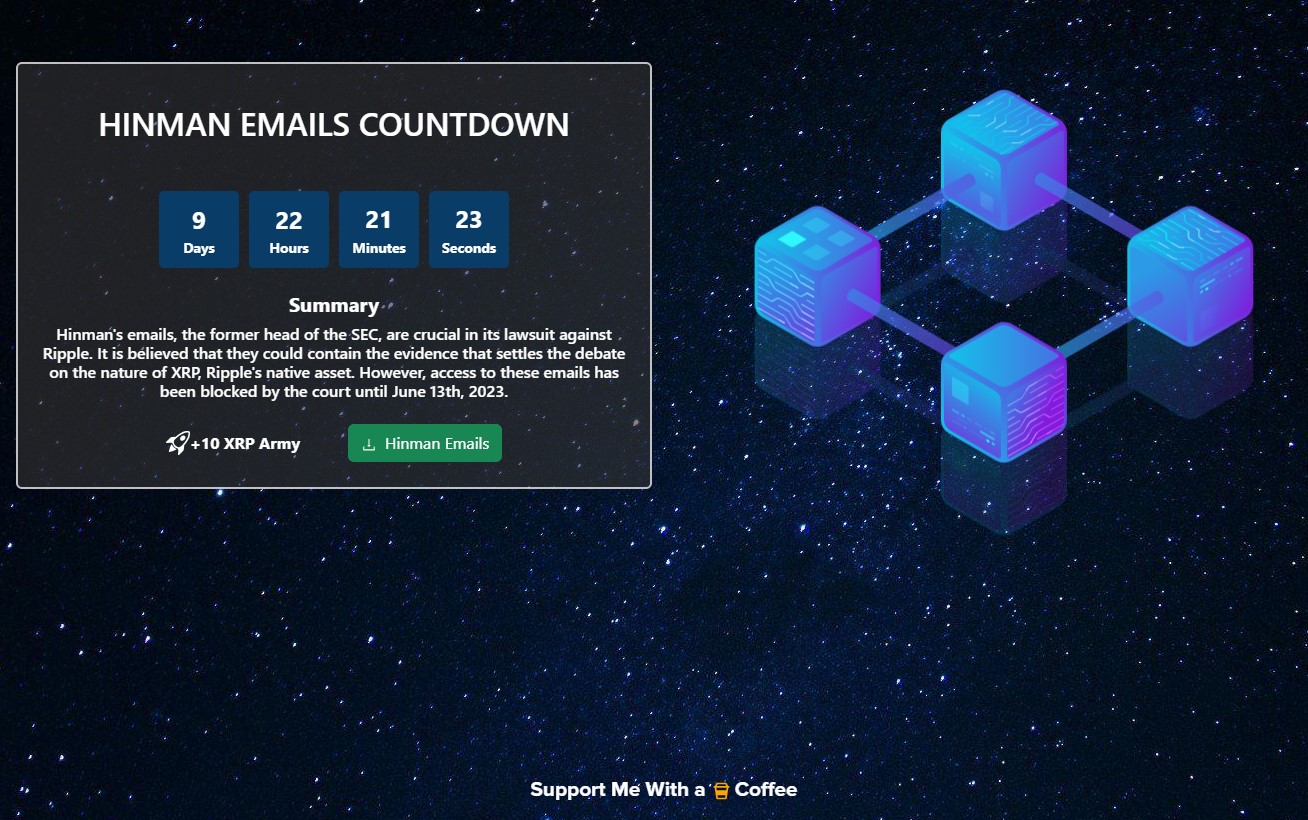 HINMAN EMAILS COUNTDOWN
9 22 21 23
Days Hours Minutes Seconds
Summary
Hinman's emails, the former head of the SEC, are crucial in its lawsuit against
Ripple. It is believed that they could contain the evidence that settles the debate
on the nature of XRP, Ripple's native asset. However, access to these emails has
been blocked by the court until June 13th, 2023.
+10 XRP Army Hinman Emails
Support Me With a Coffee